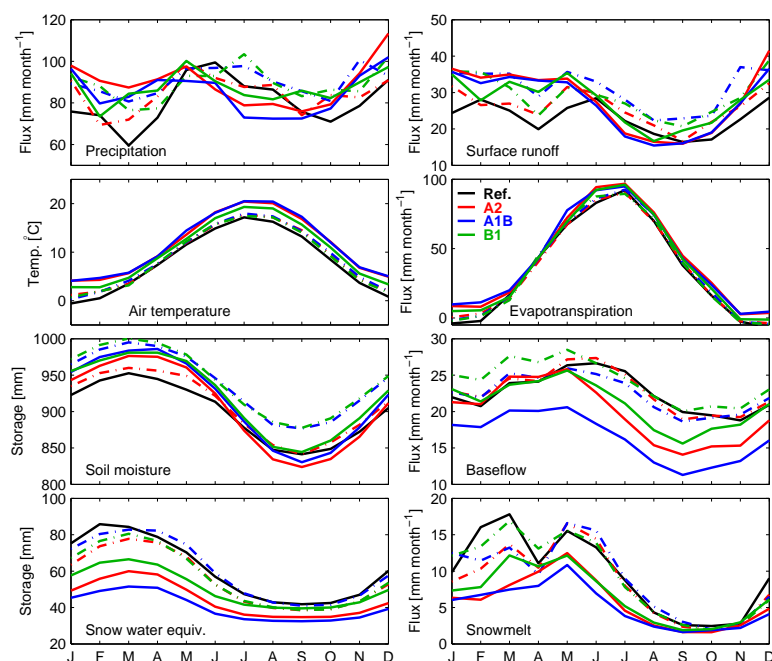 120
100
80
60
Flux [mm month⁻¹]
Precipitation
50
40
30
20
10
Flux [mm month⁻¹]
Surface runoff
20
10
0
Temp. [°C]
Air temperature
100
50
0
Flux [mm month⁻¹]
Ref.
A2
A1B
B1
Evapotranspiration
1000
950
900
850
800
Storage [mm]
Soil moisture
30
25
20
15
10
Flux [mm month⁻¹]
Baseflow
100
80
60
40
20
Storage [mm]
Snow water equiv.
J F M A M J J A S O N D
20
15
10
5
0
Flux [mm month⁻¹]
Snowmelt
J F M A M J J A S O N D